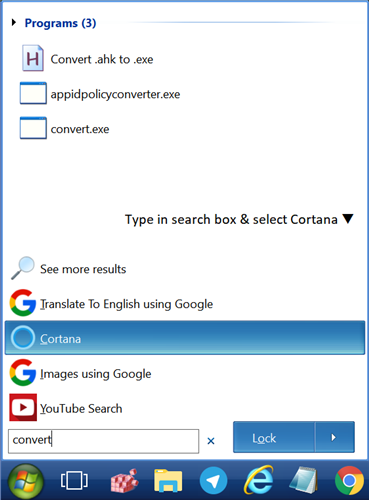 Programs (3)
Convert .ahk to .exe
appidpolicyconverter.exe
convert.exe
Type in search box & select Cortana ▼
See more results
Translate To English using Google
Cortana
Images using Google
YouTube Search
convert
Lock